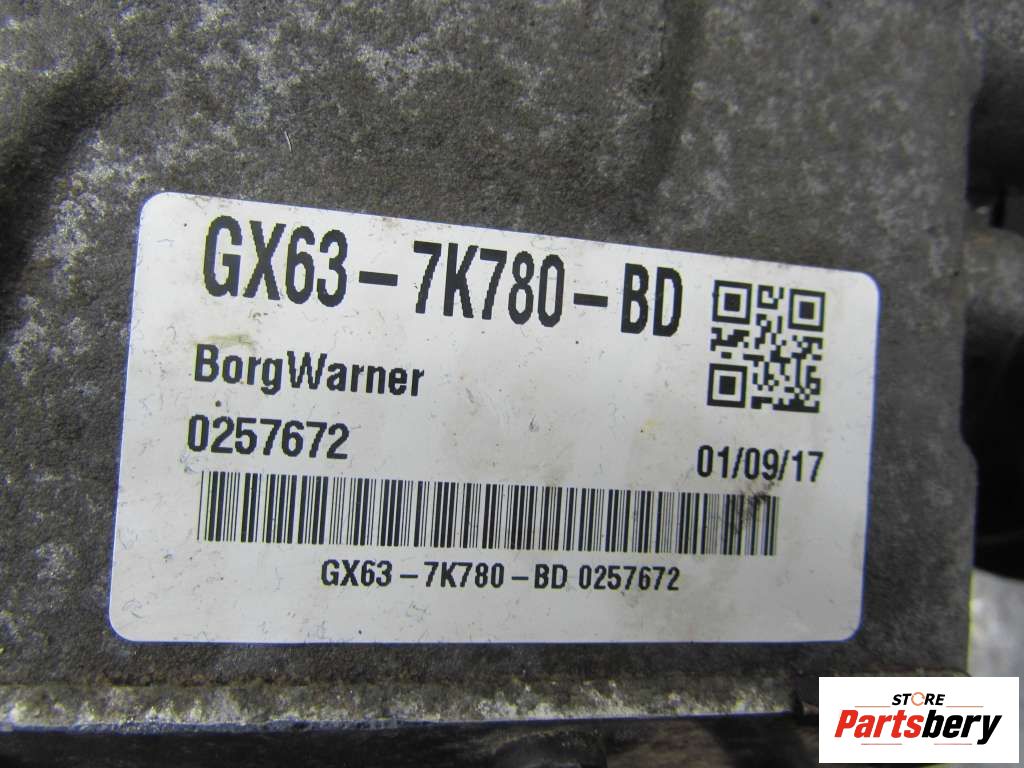 GX63-7K780-BD
BorgWarner
0257672
01/09/17
GX63-7K780-BD 0257672
STORE
Partsbery